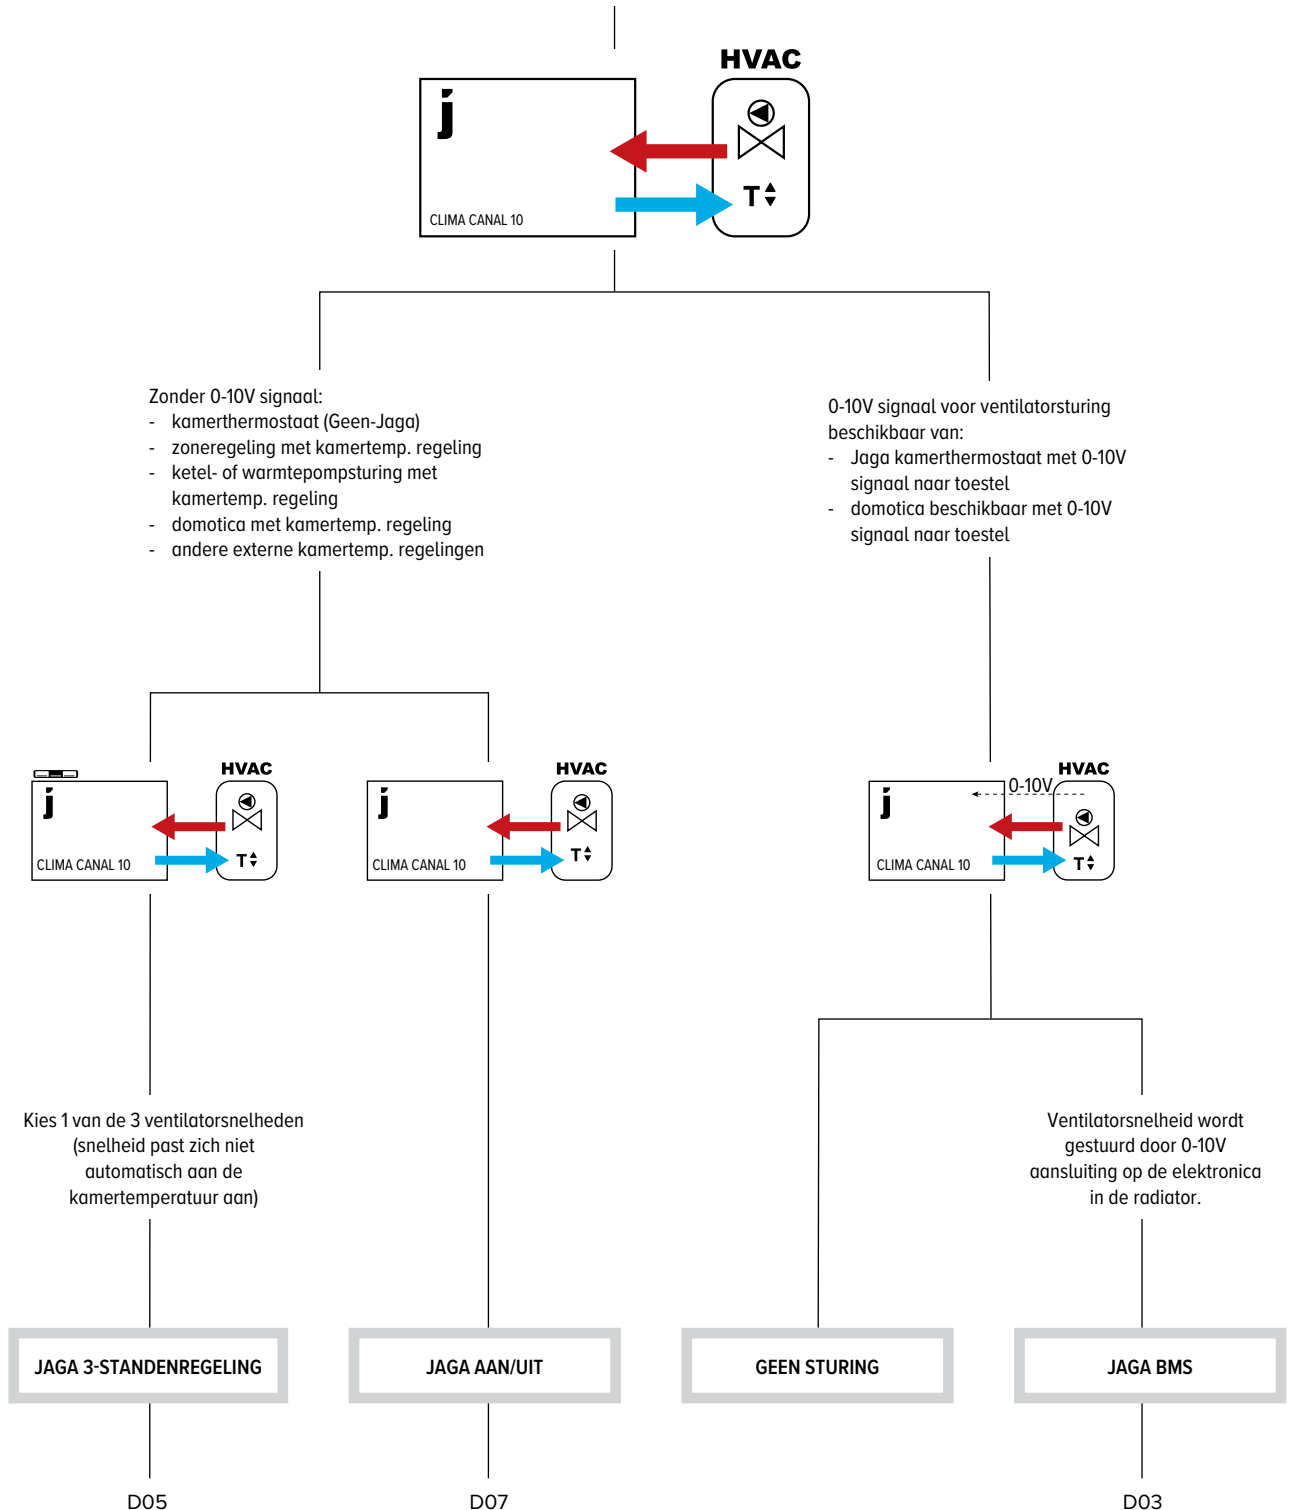 HVAC
j
T
CLIMA CANAL 10
Zonder 0-10V signaal:
- kamerthermostaat (Geen-Jaga)
- zoneregeling met kamertemp. regeling
- ketel- of warmtepompsturing met
kamertemp. regeling
- domotica met kamertemp. regeling
- andere externe kamertemp. regelingen
0-10V signaal voor ventilatorsturing
beschikbaar van:
- Jaga kamerthermostaat met 0-10V
signaal naar toestel
- domotica beschikbaar met 0-10V
signaal naar toestel
HVAC
j
T
CLIMA CANAL 10
HVAC
j
T
CLIMA CANAL 10
HVAC
0-10V
j
T
CLIMA CANAL 10
Kies 1 van de 3 ventilatorsnelheden
(snelheid past zich niet
automatisch aan de
kamertemperatuur aan)
Ventilatorsnelheid wordt
gestuurd door 0-10V
aansluiting op de elektronica
in de radiator.
JAGA 3-STANDENREGELING
JAGA AAN/UIT
GEEN STURING
JAGA BMS
D05
D07
D03